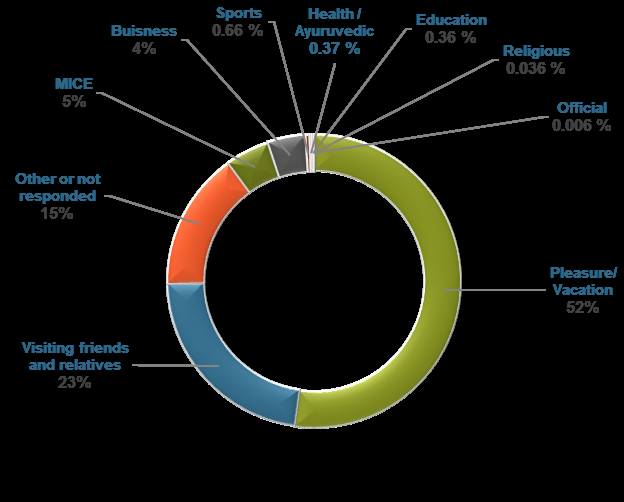 Sports
0.66 %
Health /
Ayuruvedic
0.37 %
Education
0.36 %
Buisness
4%
Religious
0.036 %
MICE
5%
Official
0.006 %
Other or not
responded
15%
Pleasure/
Vacation
52%
Visiting friends
and relatives
23%